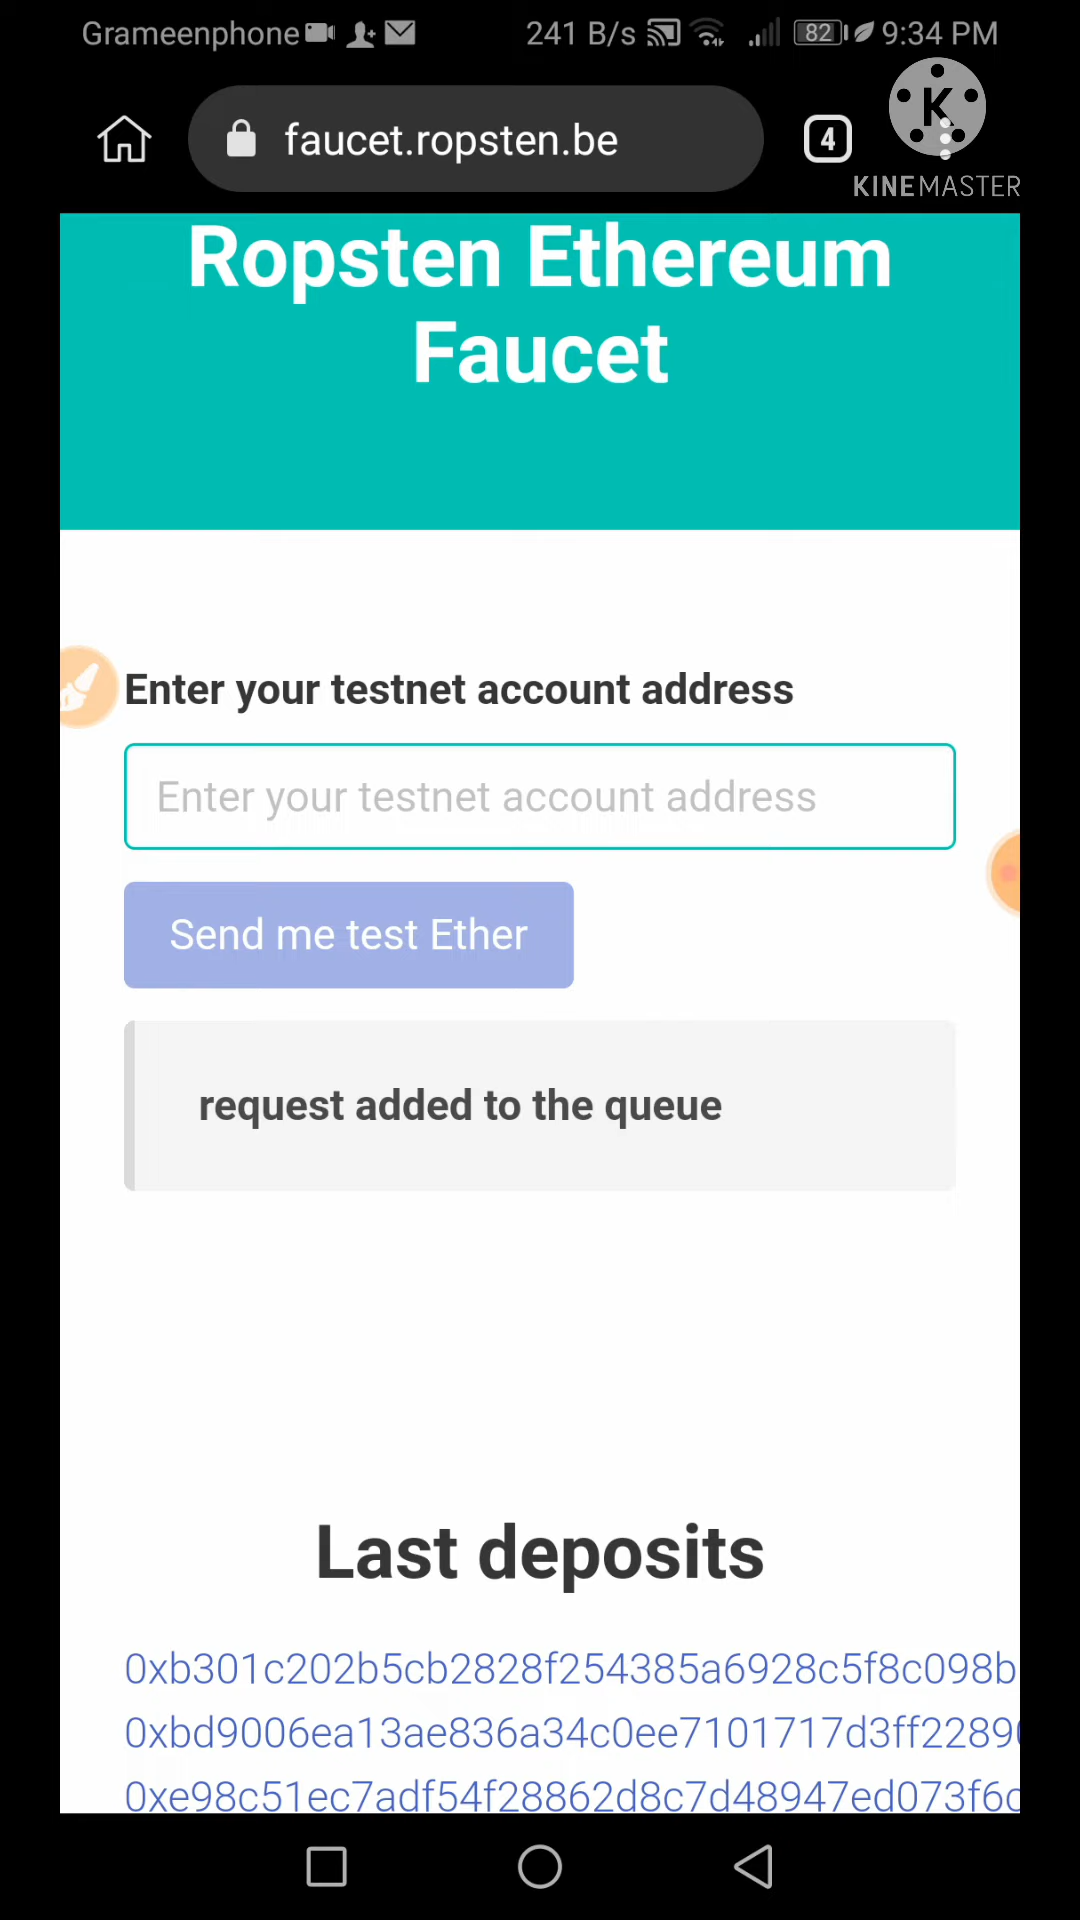 Grameenphone 241 B/s 82 9:34 PM
faucet.ropsten.be 4
K
KINEMASTER
Ropsten Ethereum
Faucet
Enter your testnet account address
Enter your testnet account address
Send me test Ether
request added to the queue
Last deposits
0xb301c202b5cb2828f254385a6928c5f8c098b
0xbd9006ea13ae836a34c0ee7101717d3ff2289
0xe98c51ec7adf54f28862d8c7d48947ed073f6c